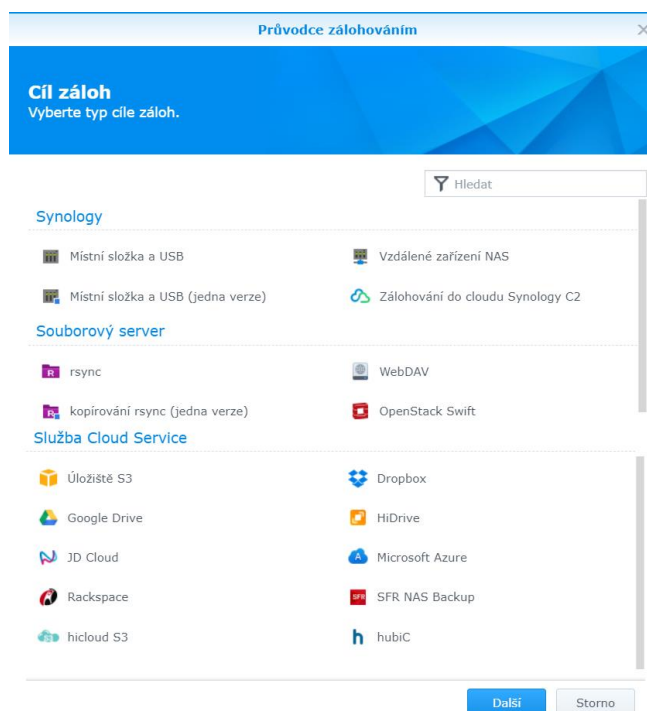 Průvodce zálohováním
Cíl záloh
Vyberte typ cíle záloh.
Hledat
Synology
Místní složka a USB
Vzdálené zařízení NAS
Místní složka a USB (jedna verze)
Zálohování do cloudu Synology C2
Souborový server
R rsync
WebDAV
R kopírování rsync (jedna verze)
OpenStack Swift
Služba Cloud Service
Úložiště S3
Dropbox
Google Drive
HiDrive
JD Cloud
A Microsoft Azure
Rackspace
SFR SFR NAS Backup
hicloud S3
h hubiC
Další
Storno